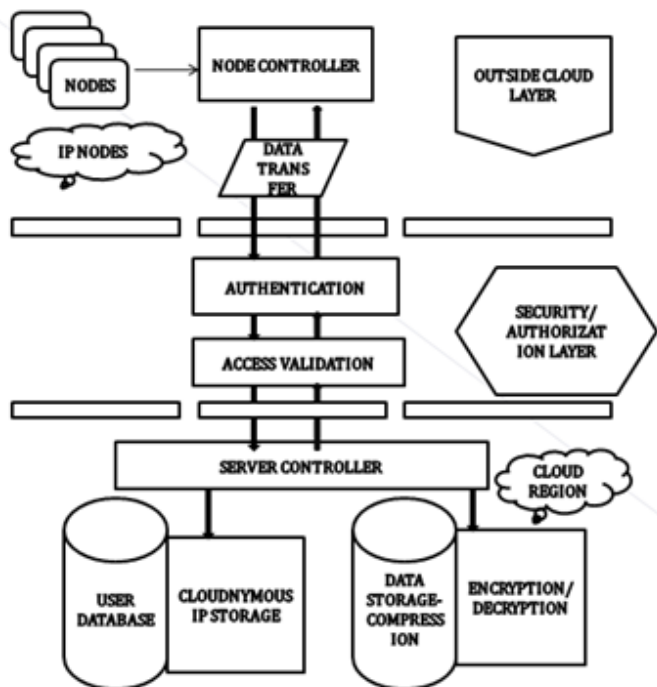 NODES
NODE CONTROLLER
OUTSIDE CLOUD
LAYER
IP NODES
DATA
TRANS
FER
AUTHENTICATION
SECURITY/
AUTHORIZAT
ION LAYER
ACCESS VALIDATION
SERVER CONTROLLER
CLOUD
REGION
USER
DATABASE
CLOUDNYMOUS
IP STORAGE
DATA
STORAGE-
COMPRESS
ION
ENCRYPTION/
DECRYPTION